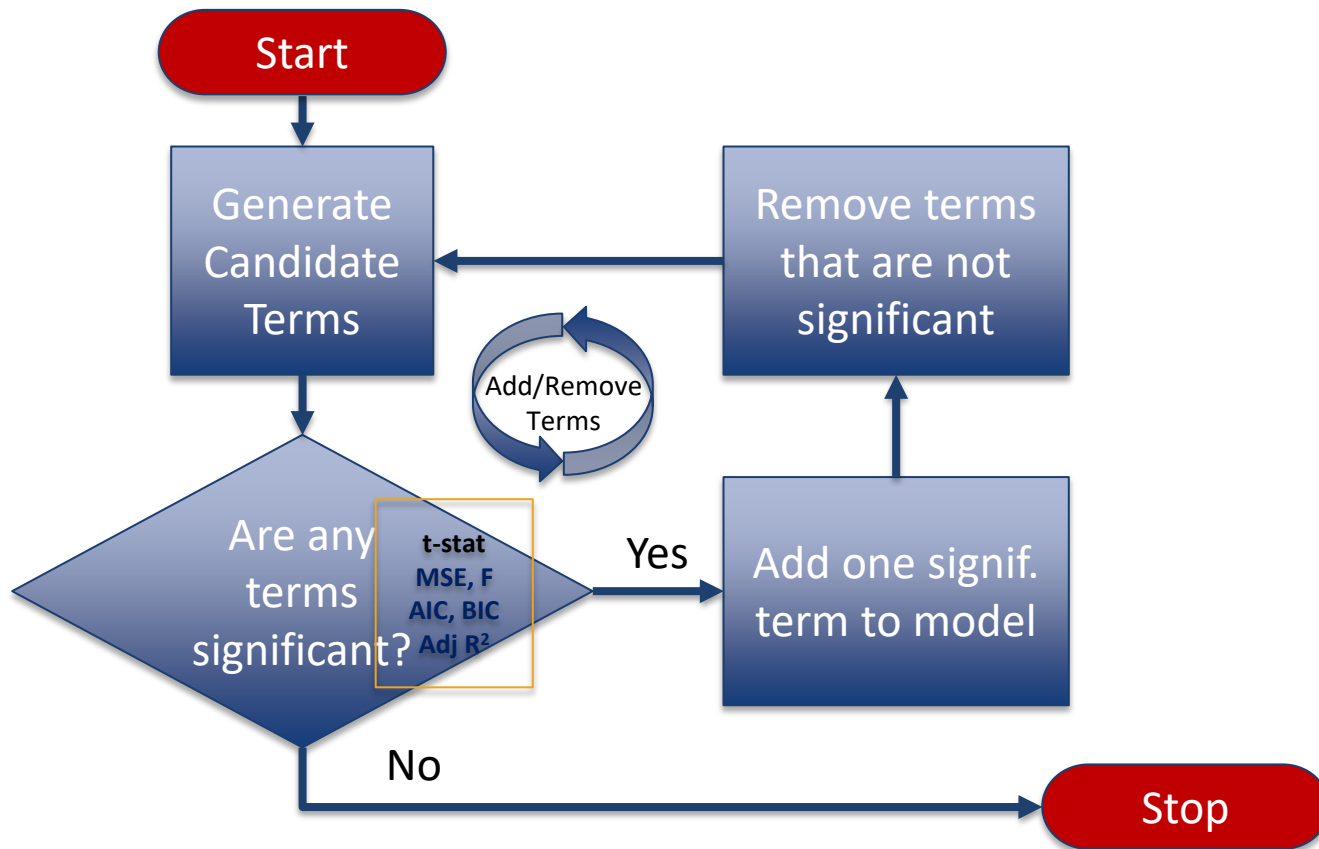 Start
Generate
Candidate
Terms
Remove terms
that are not
significant
Add/Remove
Terms
Are any
terms
significant?
t-stat
MSE, F
AIC, BIC
Adj R²
Yes
Add one signif.
term to model
No
Stop